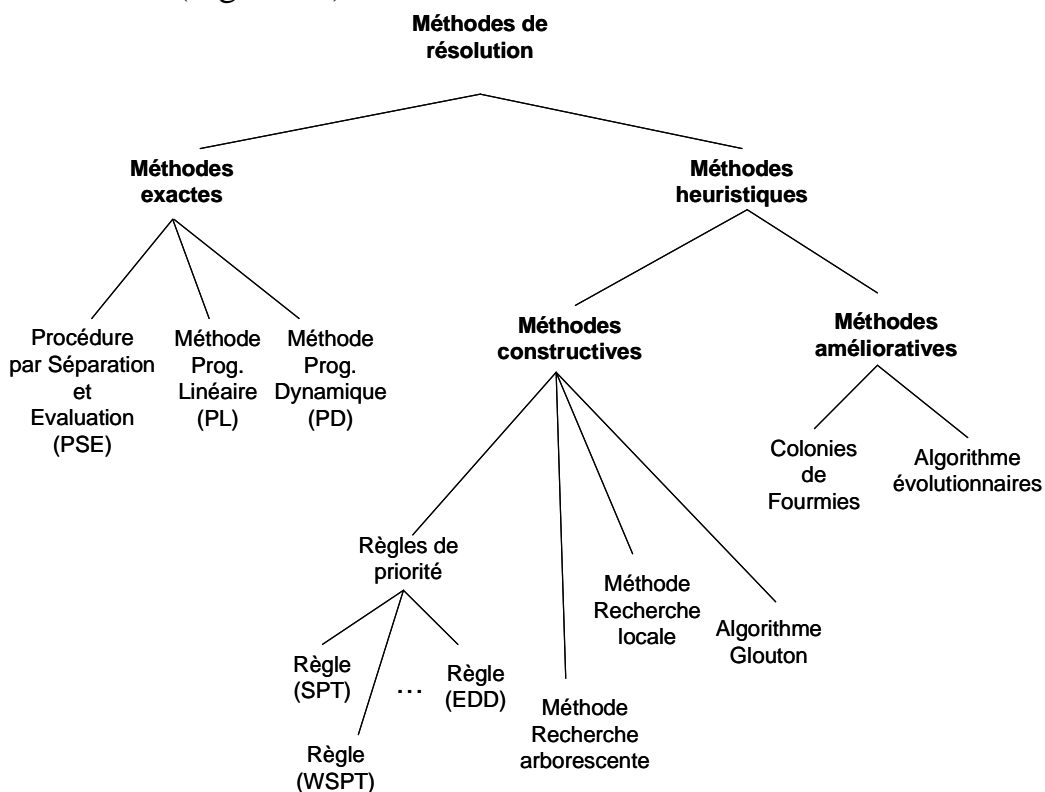 Méthodes de
résolution
Méthodes
exactes
Méthodes
heuristiques
Procédure
par Séparation
et
Evaluation
(PSE)
Méthode
Prog.
Linéaire
(PL)
Méthode
Prog.
Dynamique
(PD)
Méthodes
constructives
Méthodes
amélioratives
Colonies
de
Fourmies
Algorithme
évolutionnaires
Règles de
priorité
Méthode
Recherche
locale
Algorithme
Glouton
Règle
(SPT)
...
Règle
(EDD)
Règle
(WSPT)
Méthode
Recherche
arborescente